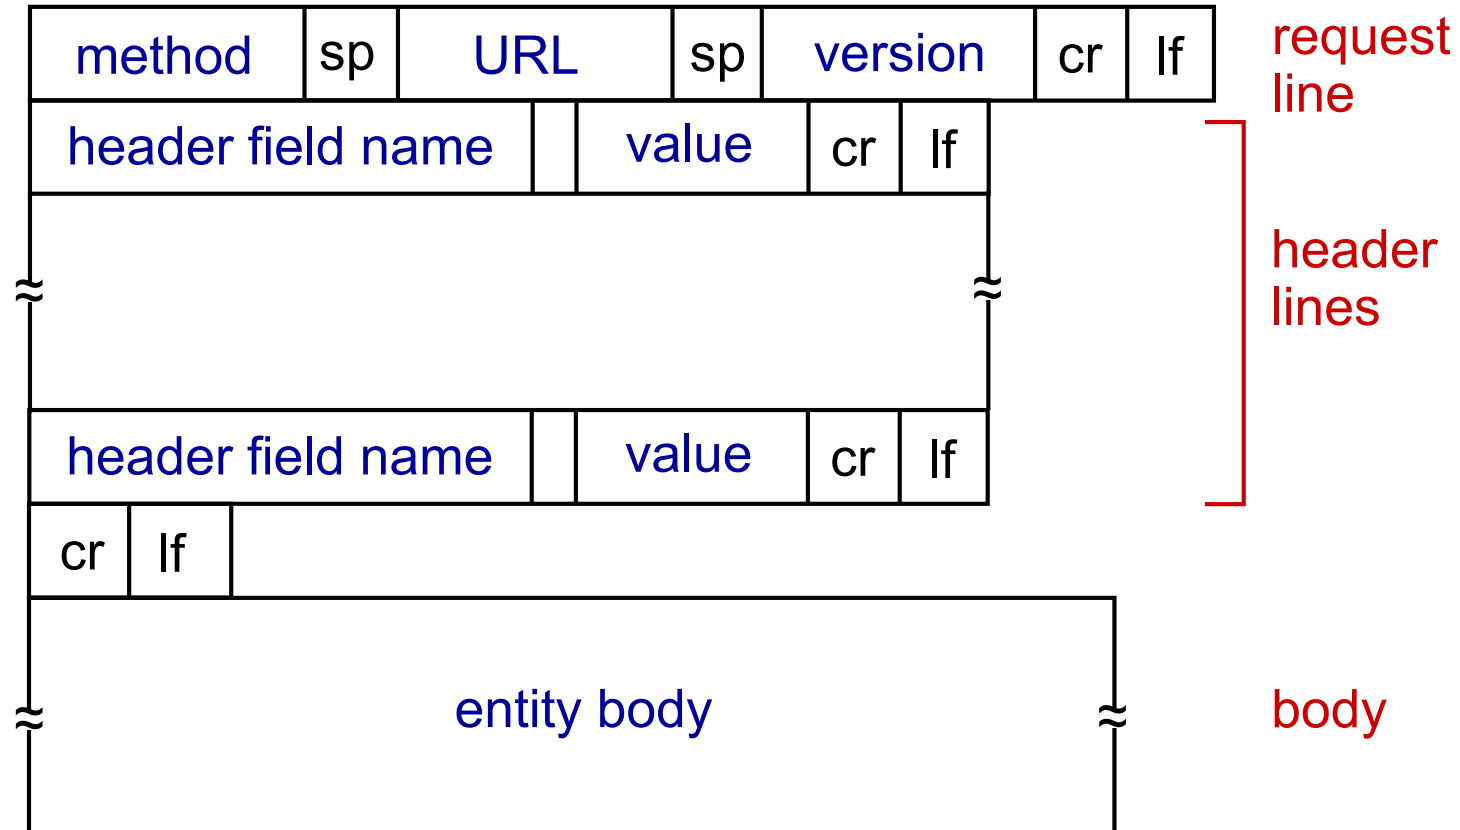 method sp URL sp version cr lf request
line
header field name value cr lf
header
lines
header field name value cr lf
cr lf
entity body body